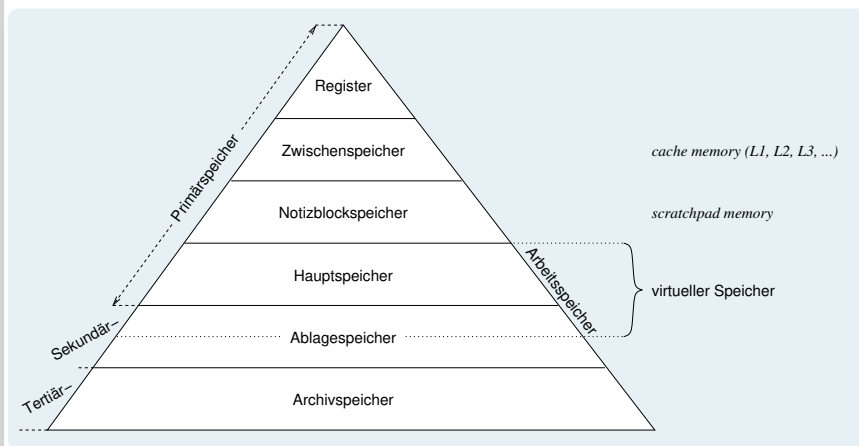 Register
Primärspeicher
Zwischenspeicher
cache memory (L1, L2, L3, ...)
Notizblockspeicher
scratchpad memory
Hauptspeicher
Arbeitsspeicher
virtueller Speicher
Sekundär–
Ablagespeicher
Tertiär–
Archivspeicher